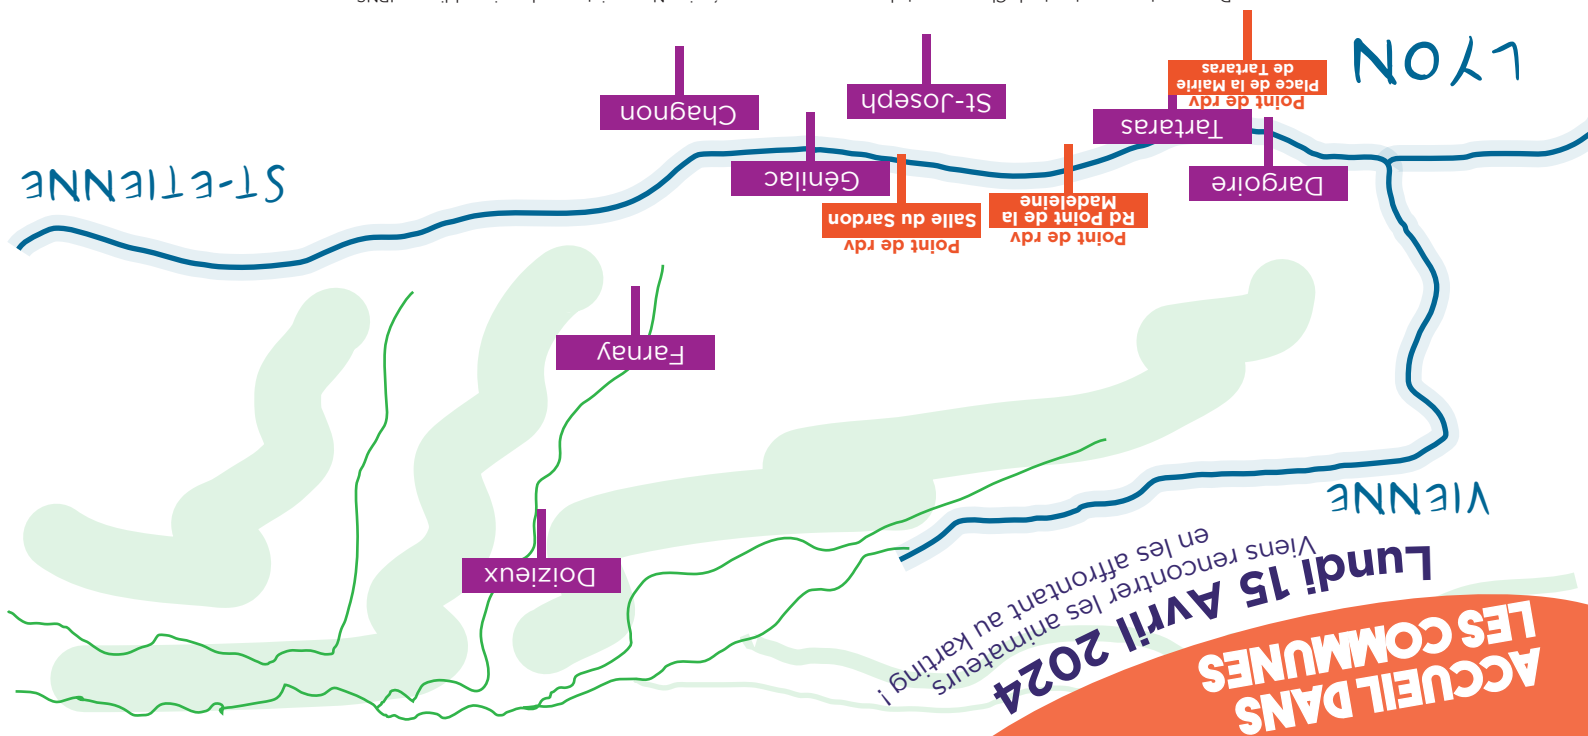 ACCUEIL DANS
LES COMMUNES
Lundi 15 Avril 2024
Viens rencontrer les animateurs
en les affrontant au karting !
Doizieux
VIENNE
Farnay
Point de rdv
Rd Point de la
Madeleine
Point de rdv
Salle du Sardon
Dargoire
Génilac
ST-ETIENNE
Tartaras
Point de rdv
Place de la Mairie
de Tartaras
St-Joseph
Chagnon
LYON